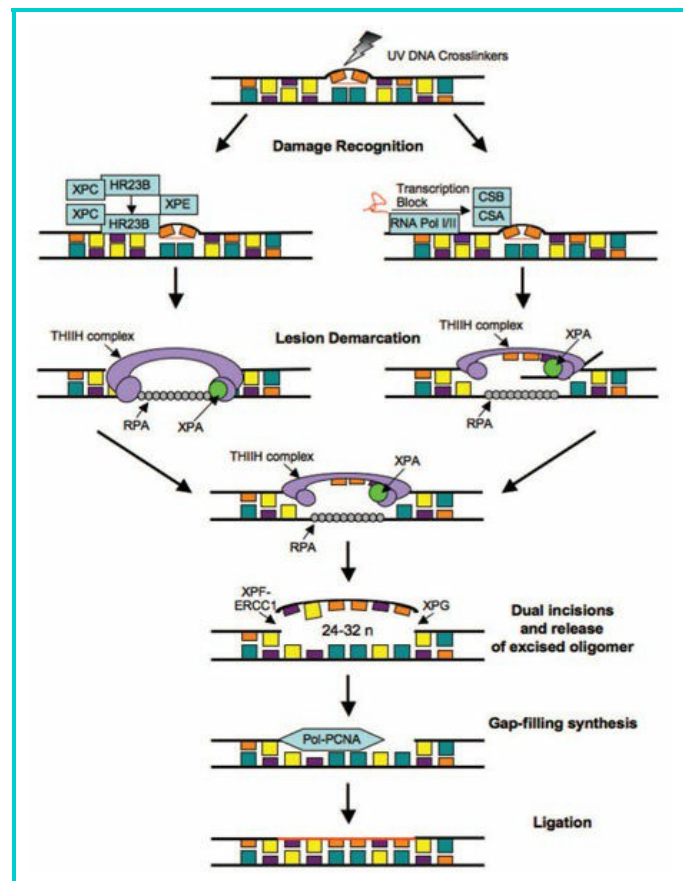 UV DNA Crosslinkers
Damage Recognition
XPC
HR23B
XPE
XPC
HR23B
Transcription
Block
CSB
CSA
RNA Pol I/II
Lesion Demarcation
THIIH complex
RPA
XPA
THIIH complex
XPA
RPA
THIIH complex
XPA
RPA
XPF-
ERCC1
XPG
24-32 n
Dual incisions
and release
of excised oligomer
Gap-filling synthesis
Pol-PCNA
Ligation